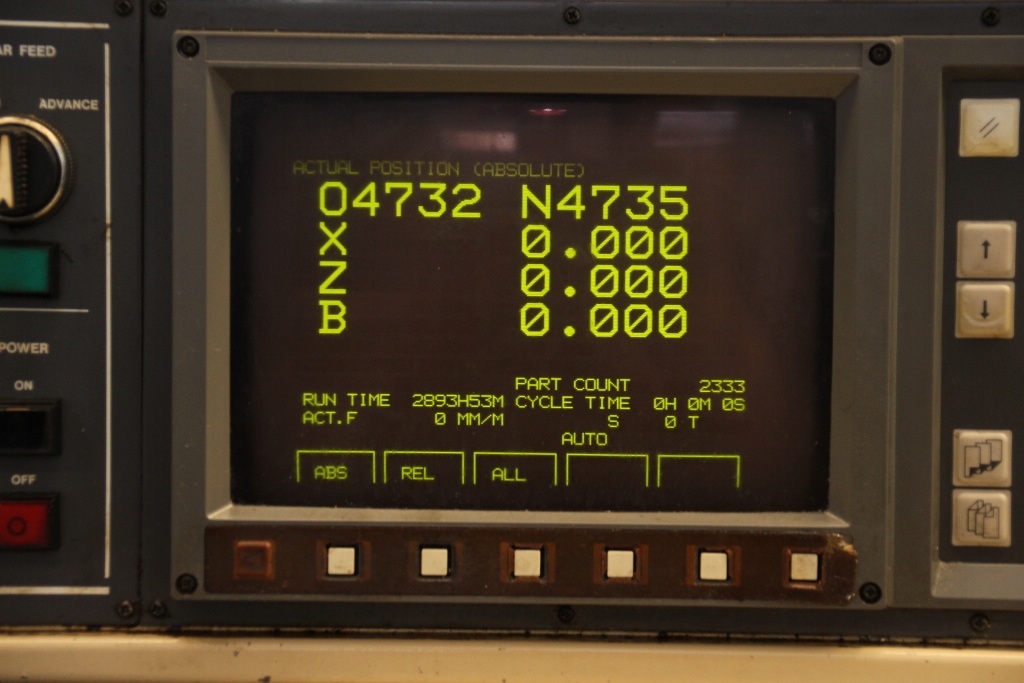 AR FEED
ADVANCE
POWER
ON
OFF
ACTUAL POSITION (ABSOLUTE)
O4732 N4735
X 0.000
Z 0.000
B 0.000
PART COUNT 2333
RUN TIME 2893H53M CYCLE TIME 0H 0M 0S
ACT.F 0 MM/M S 0 T
AUTO
ABS REL ALL